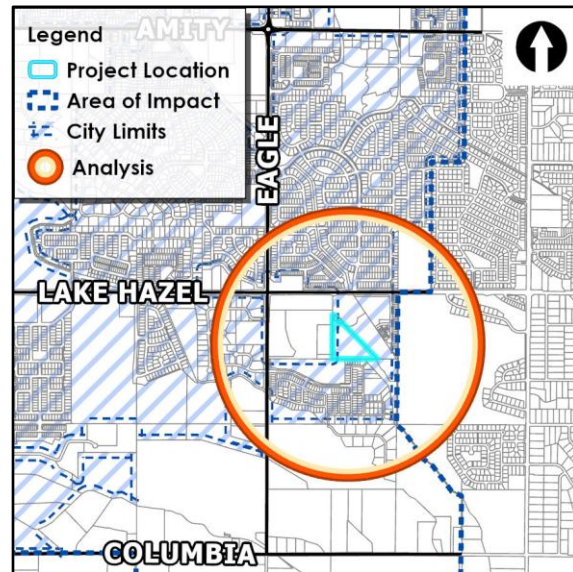 Legend
Project Location
Area of Impact
City Limits
Analysis
AMITY
EAGLE
LAKE HAZEL
COLUMBIA